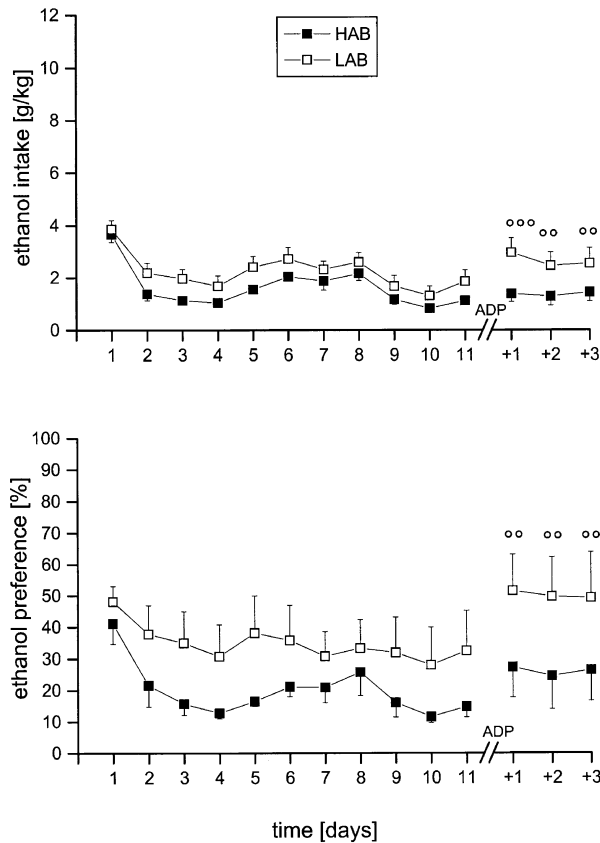 12
10
8
6
4
2
0
ethanol intake [g/kg]
HAB
LAB
°°° °° °°
ADP
1 2 3 4 5 6 7 8 9 10 11 +1 +2 +3
100
90
80
70
60
50
40
30
20
10
0
ethanol preference [%]
°° °° °°
ADP
1 2 3 4 5 6 7 8 9 10 11 +1 +2 +3
time [days]